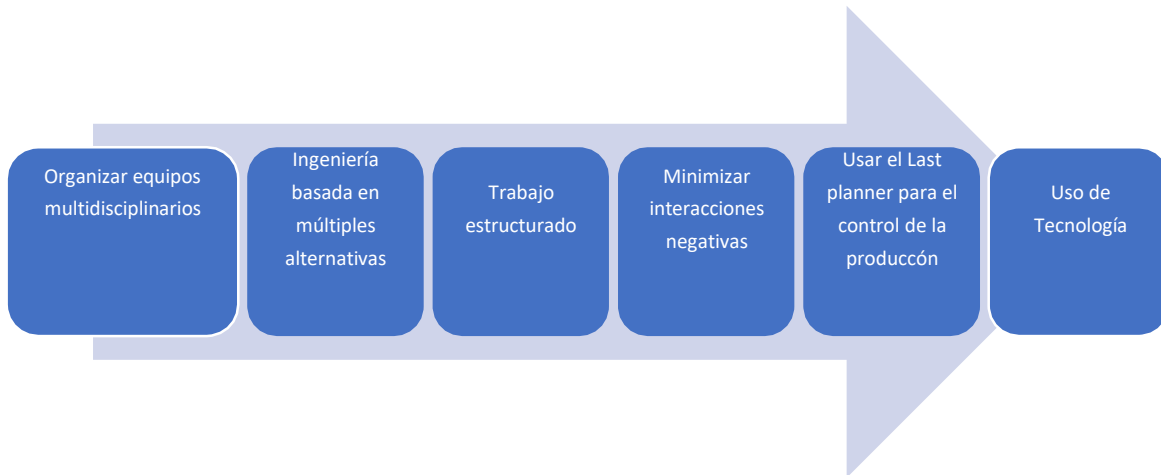 Organizar equipos
multidisciplinarios
Ingeniería
basada en
múltiples
alternativas
Trabajo
estructurado
Minimizar
interacciones
negativas
Usar el Last
planner para el
control de la
produccón
Uso de
Tecnología